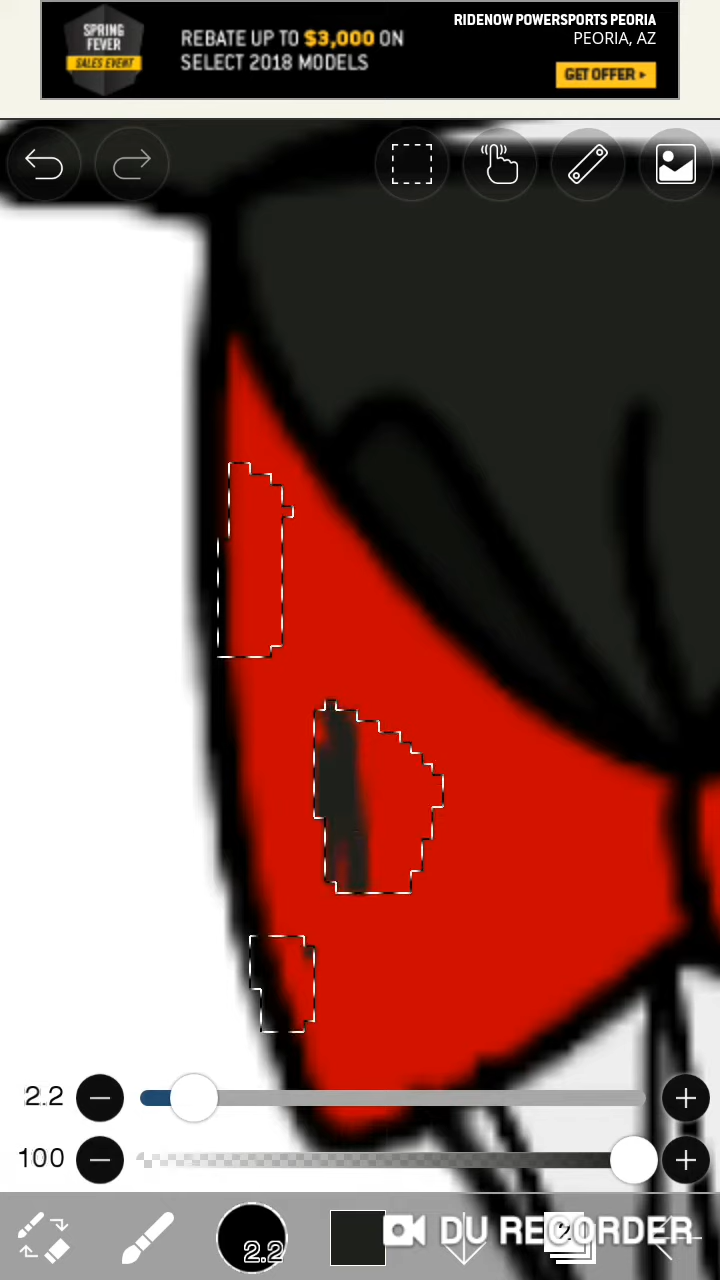 SPRING
FEVER
SALES EVENT
REBATE UP TO $3,000 ON
SELECT 2018 MODELS
RIDENOW POWERSPORTS PEORIA
PEORIA, AZ
GET OFFER
2.2
100
2.2
2
DU RECORDER